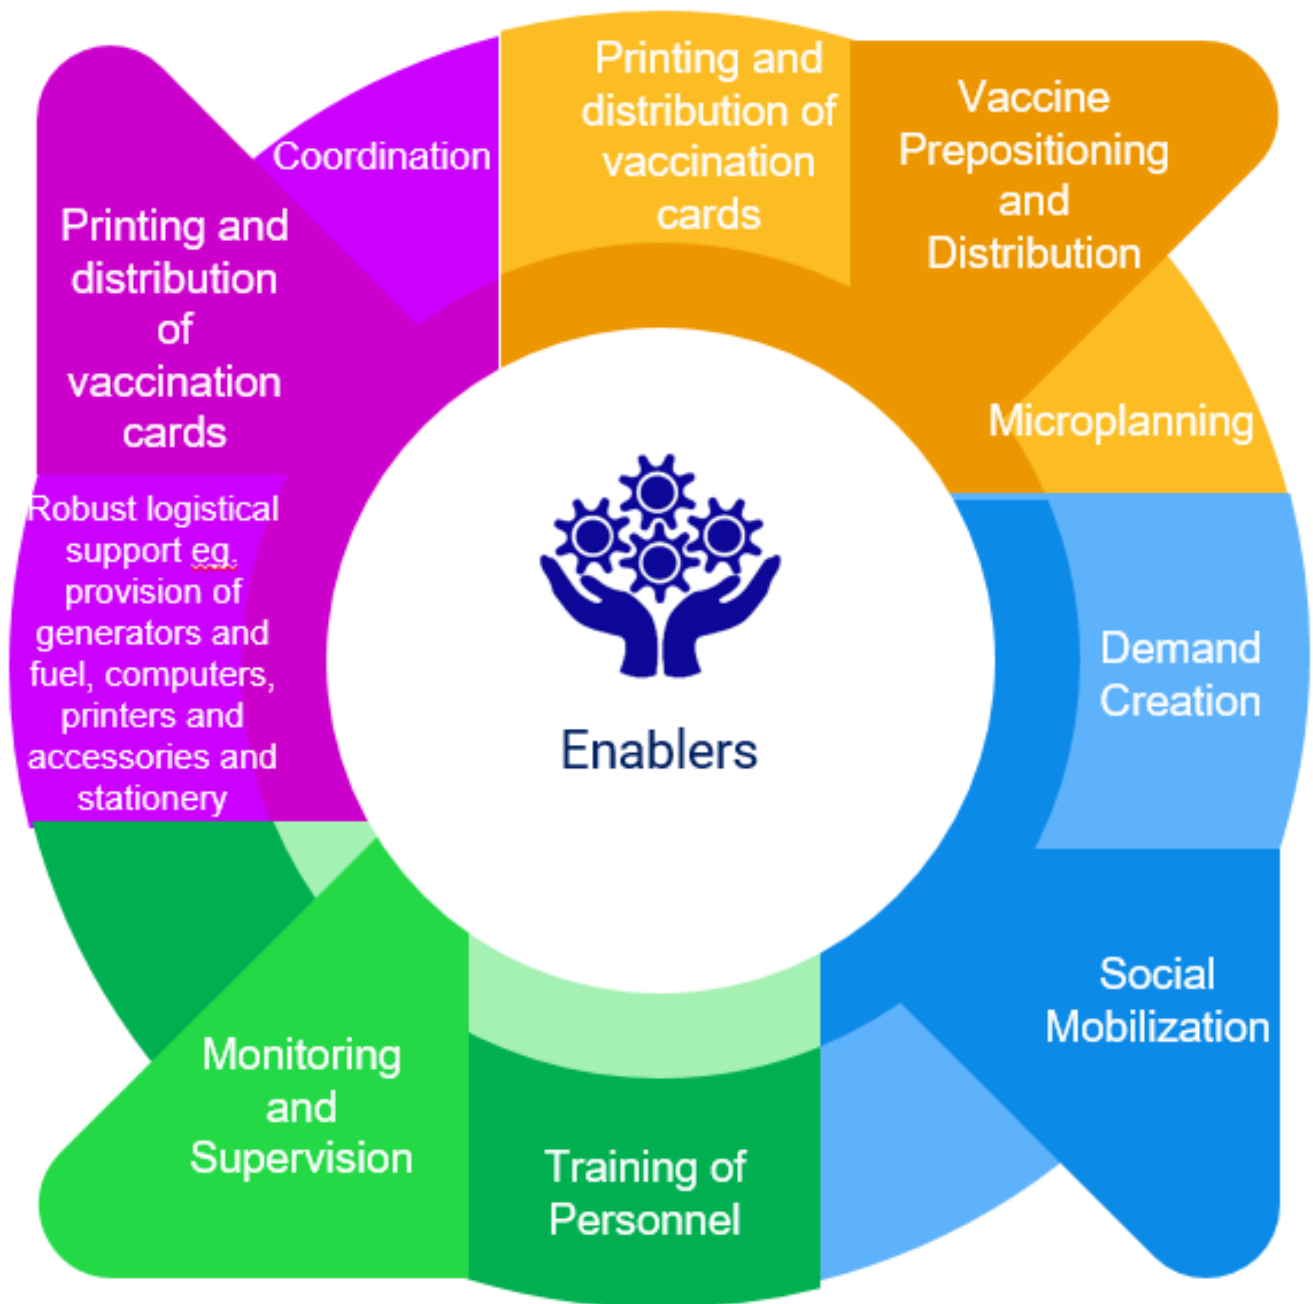 Printing and
distribution of
vaccination
cards
Vaccine
Prepositioning
and
Distribution
Microplanning
Demand
Creation
Social
Mobilization
Training of
Personnel
Monitoring
and
Supervision
Robust logistical
support eg.
provision of
generators and
fuel, computers,
printers and
accessories and
stationery
Printing and
distribution
of
vaccination
cards
Coordination
Enablers